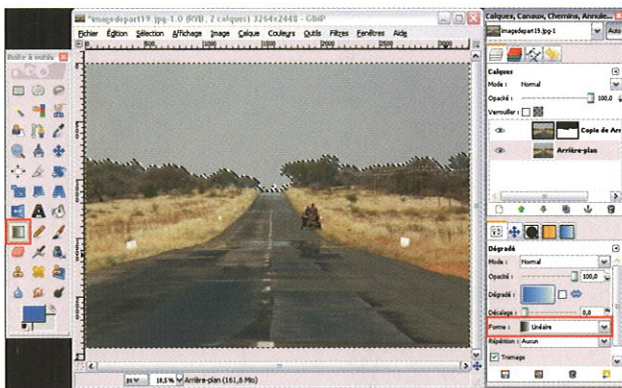 *imagedepart19.jpg-1.0 (RVB, 2 calques) 3264x2448 – GIMP
Fichier Édition Sélection Affichage Image Calque Couleurs Outils Filtres Fenêtres Aide
Boîte à outils
px 18,5% Arrière-plan (161,6 Mio)
Calques, Canaux, Chemins, Annule...
imagedepart19.jpg-1 Auto
Calques
Mode : Normal
Opacité : 100,0
Verrouiller :
Copie de Arr
Arrière-plan
Dégradé
Mode : Normal
Opacité : 100,0
Dégradé :
Décalage : 0,0
Forme : Linéaire
Répétition : Aucun
Tramage